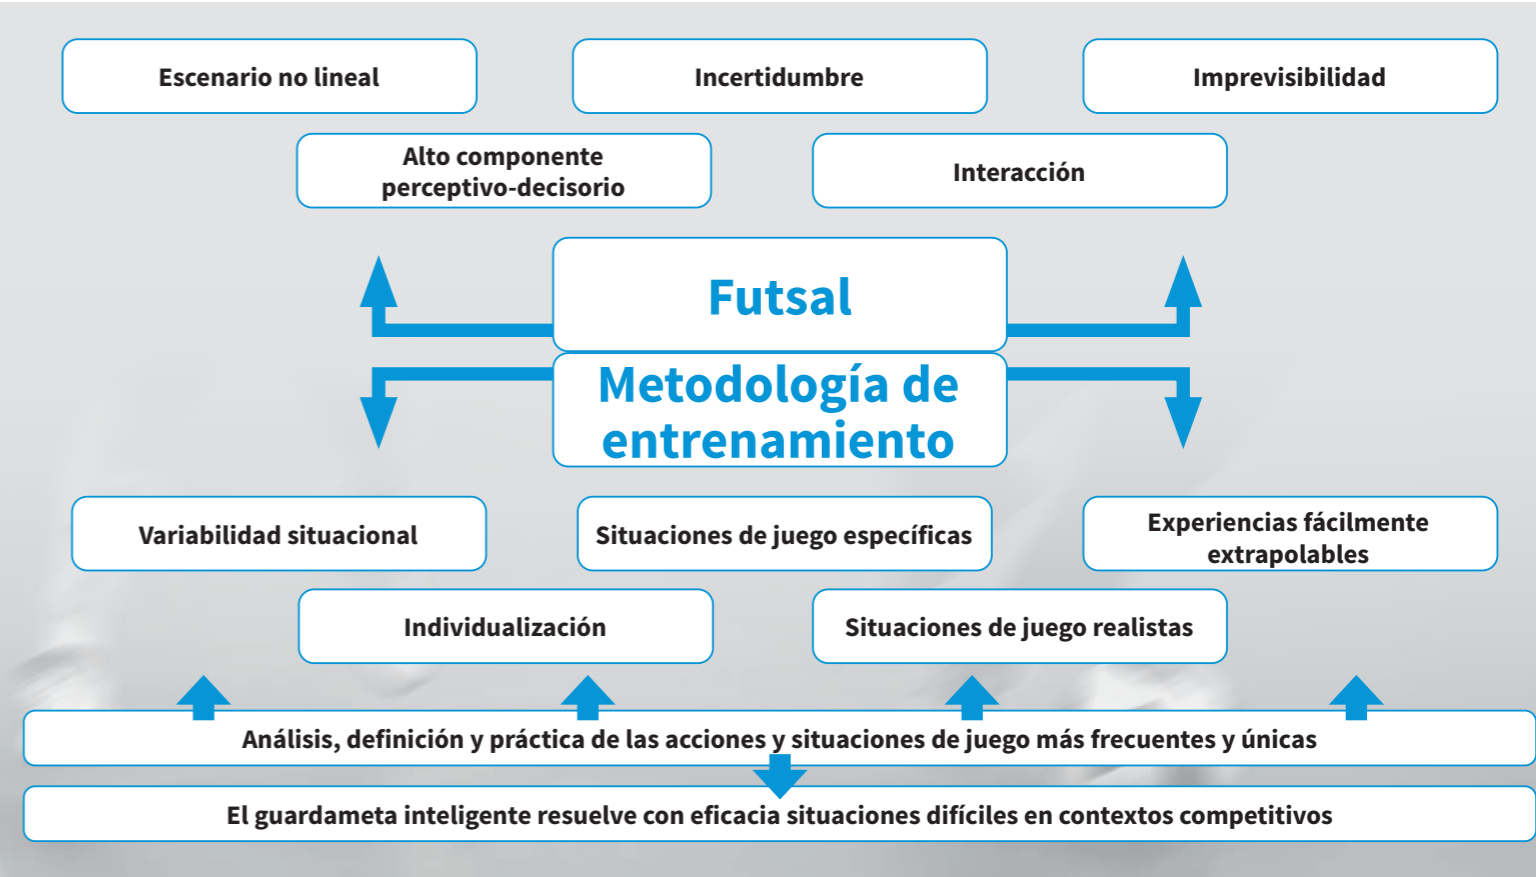 Escenario no lineal
Incertidumbre
Imprevisibilidad
Alto componente
perceptivo-decisorio
Interacción
Futsal
Metodología de
entrenamiento
Variabilidad situacional
Situaciones de juego específicas
Experiencias fácilmente
extrapolables
Individualización
Situaciones de juego realistas
Análisis, definición y práctica de las acciones y situaciones de juego más frecuentes y únicas
El guardameta inteligente resuelve con eficacia situaciones difíciles en contextos competitivos